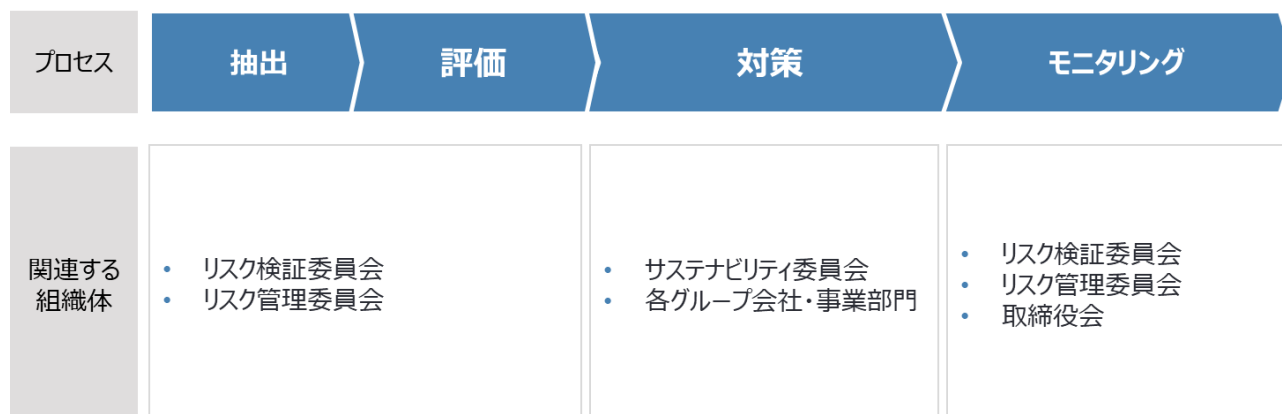 プロセス
抽出
評価
対策
モニタリング
関連する
組織体
• リスク検証委員会
• リスク管理委員会
• サステナビリティ委員会
• 各グループ会社・事業部門
• リスク検証委員会
• リスク管理委員会
• 取締役会